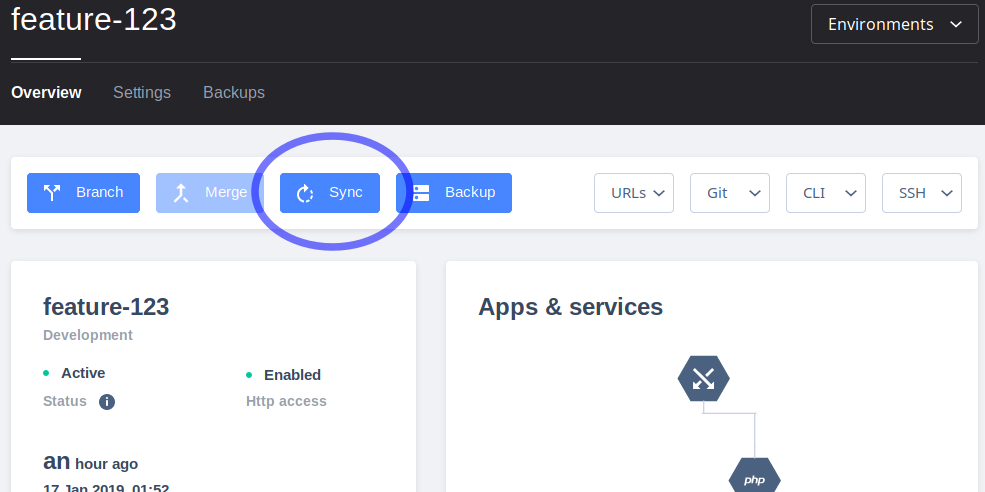 feature-123
Environments
Overview Settings Backups
Branch Merge Sync Backup URLs Git CLI SSH
feature-123
Development
Active Enabled
Status Http access
an hour ago
17 Jan 2019, 01:52
Apps & services
php